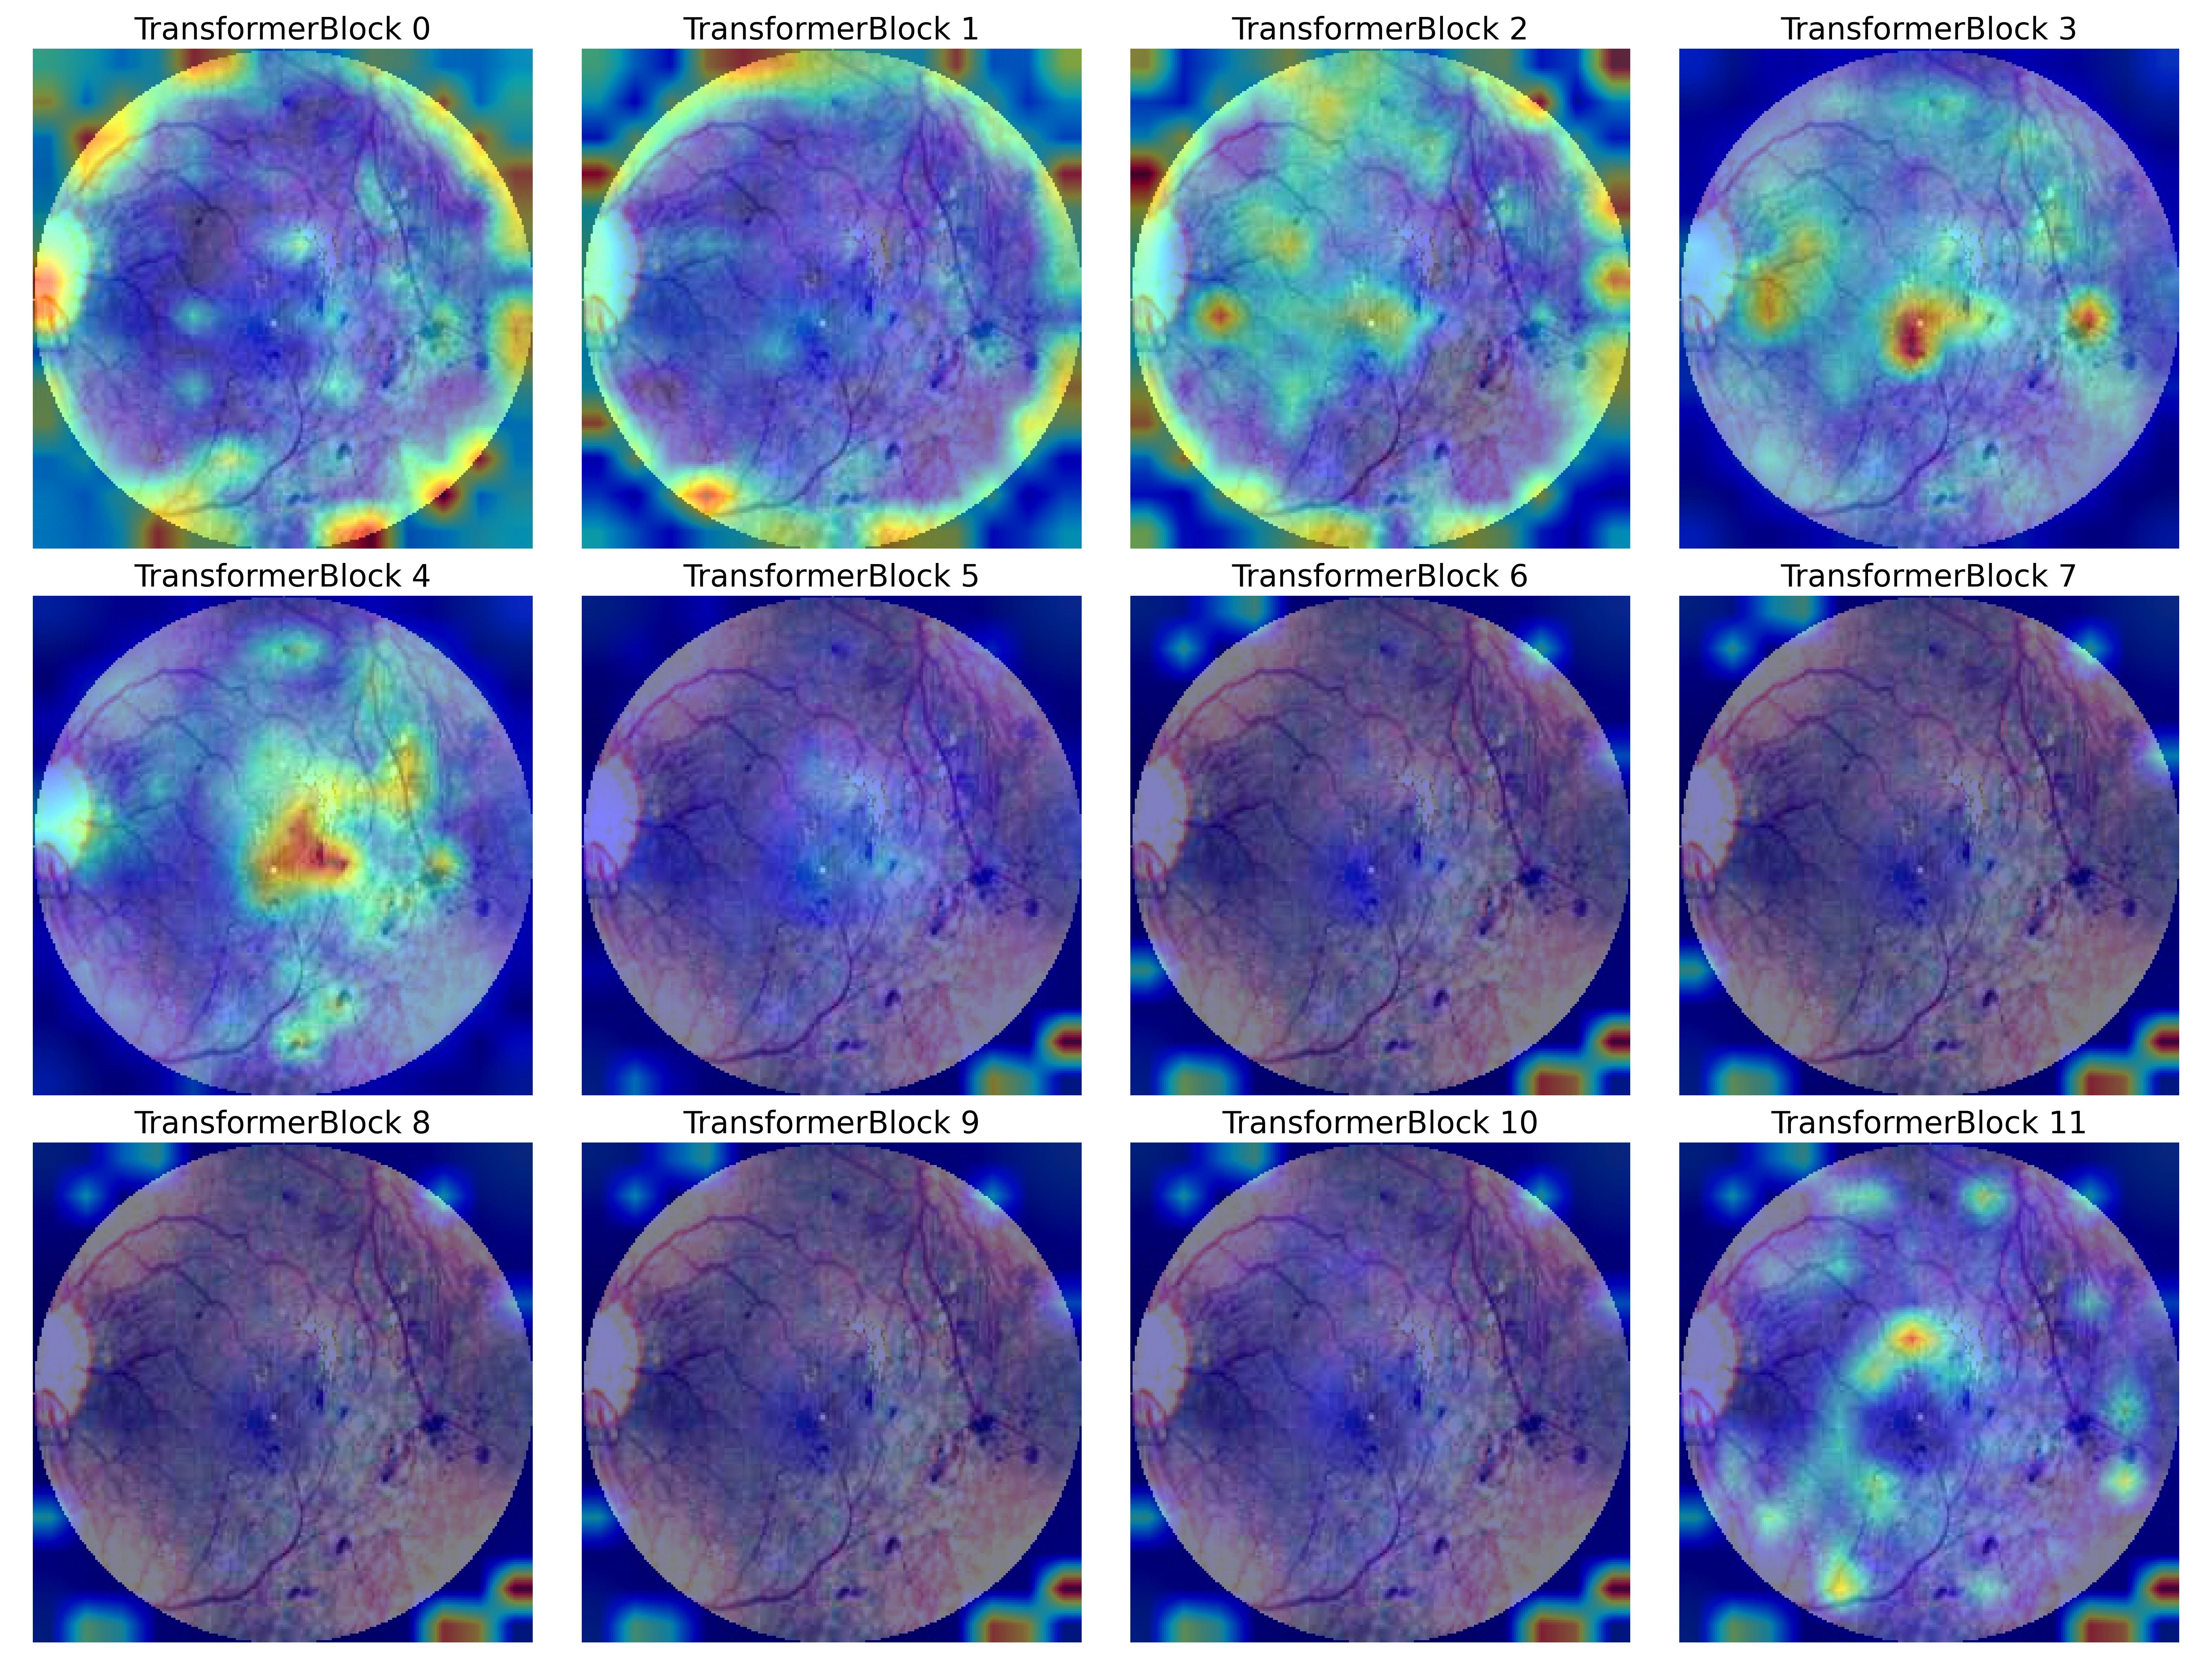 TransformerBlock 0
TransformerBlock 1
TransformerBlock 2
TransformerBlock 3
TransformerBlock 4
TransformerBlock 5
TransformerBlock 6
TransformerBlock 7
TransformerBlock 8
TransformerBlock 9
TransformerBlock 10
TransformerBlock 11